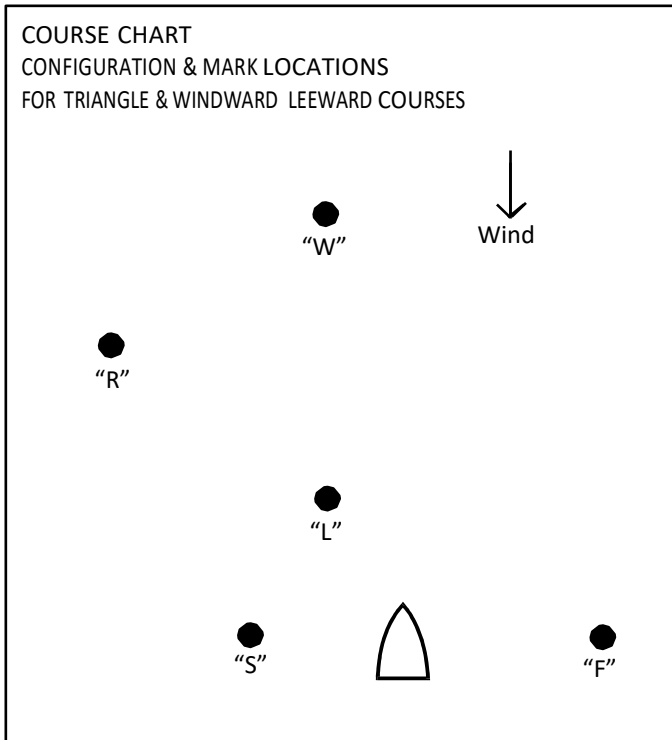 COURSE CHART
CONFIGURATION & MARK LOCATIONS
FOR TRIANGLE & WINDWARD LEEWARD COURSES
“W”
Wind
“R”
“L”
“S”
“F”